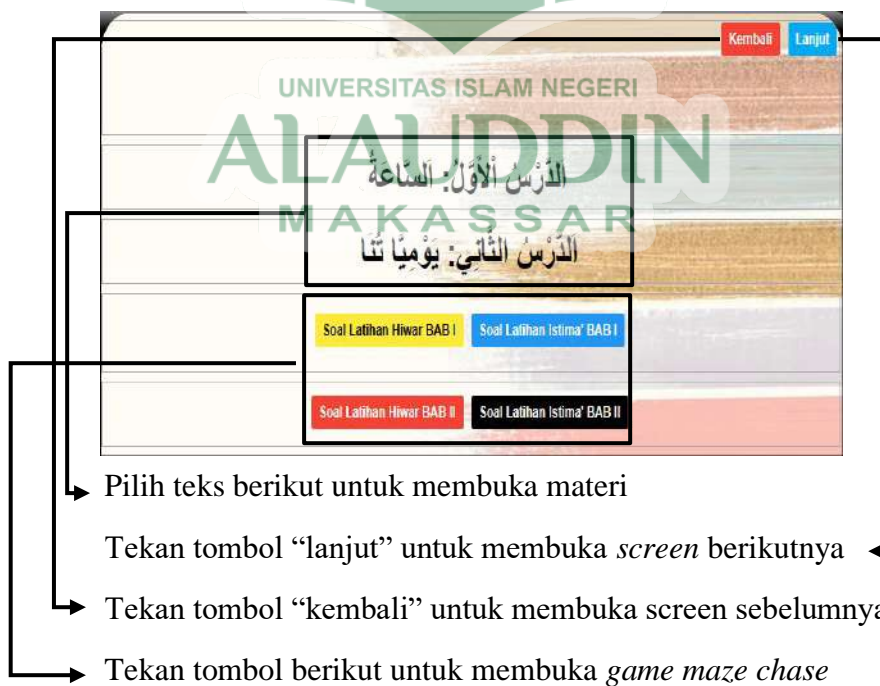 Kembali Lanjut
UNIVERSITAS ISLAM NEGERI
ALAUDDIN
MAKASSAR
اَلدَّرْسُ اْلأَوَّلُ: اَلسَّاعَةُ
اَلدَّرْسُ الثَّانِي: يَوْمِيَّا تُنَا
Soal Latihan Hiwar BAB I Soal Latihan Istima' BAB I
Soal Latihan Hiwar BAB II Soal Latihan Istima' BAB II
Pilih teks berikut untuk membuka materi
Tekan tombol “lanjut” untuk membuka screen berikutnya
Tekan tombol “kembali” untuk membuka screen sebelumnya
Tekan tombol berikut untuk membuka game maze chase